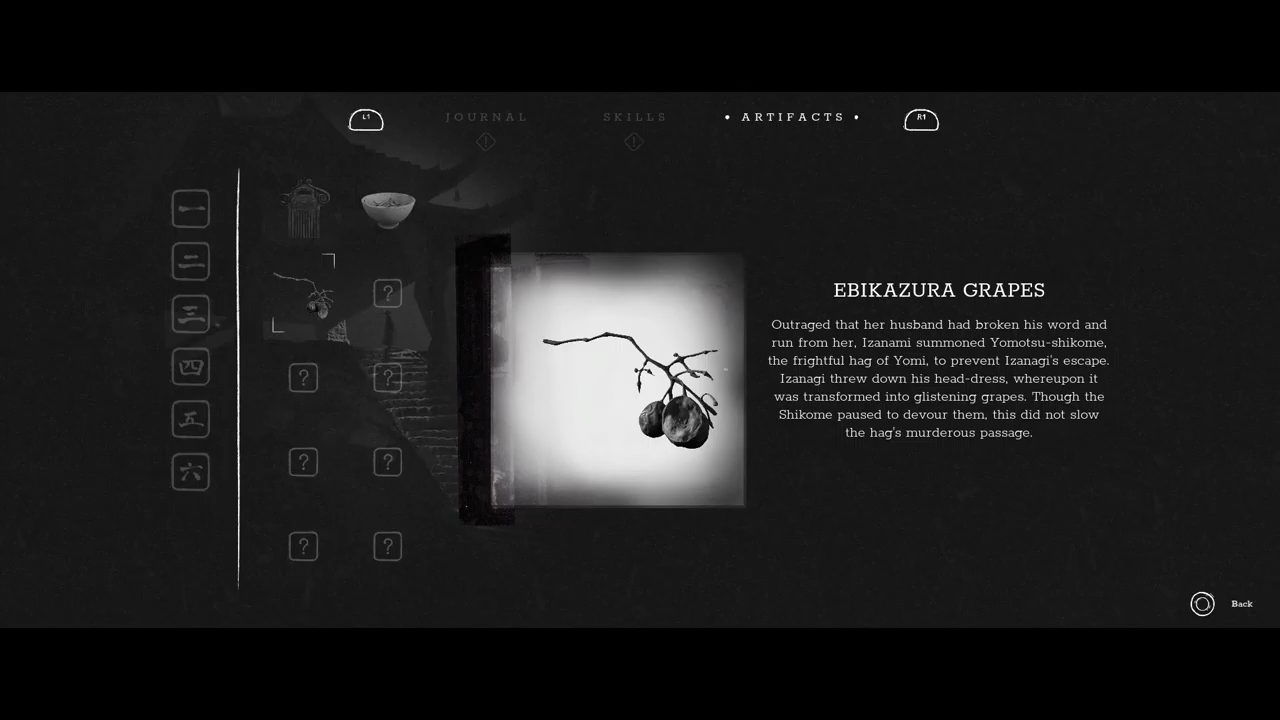 L1
JOURNAL
SKILLS
• ARTIFACTS •
R1
!
!
一
二
三
四
五
六
?
?
?
?
?
?
?
EBIKAZURA GRAPES
Outraged that her husband had broken his word and
run from her, Izanami summoned Yomotsu-shikome,
the frightful hag of Yomi, to prevent Izanagi's escape.
Izanagi threw down his head-dress, whereupon it
was transformed into glistening grapes. Though the
Shikome paused to devour them, this did not slow
the hag's murderous passage.
Back